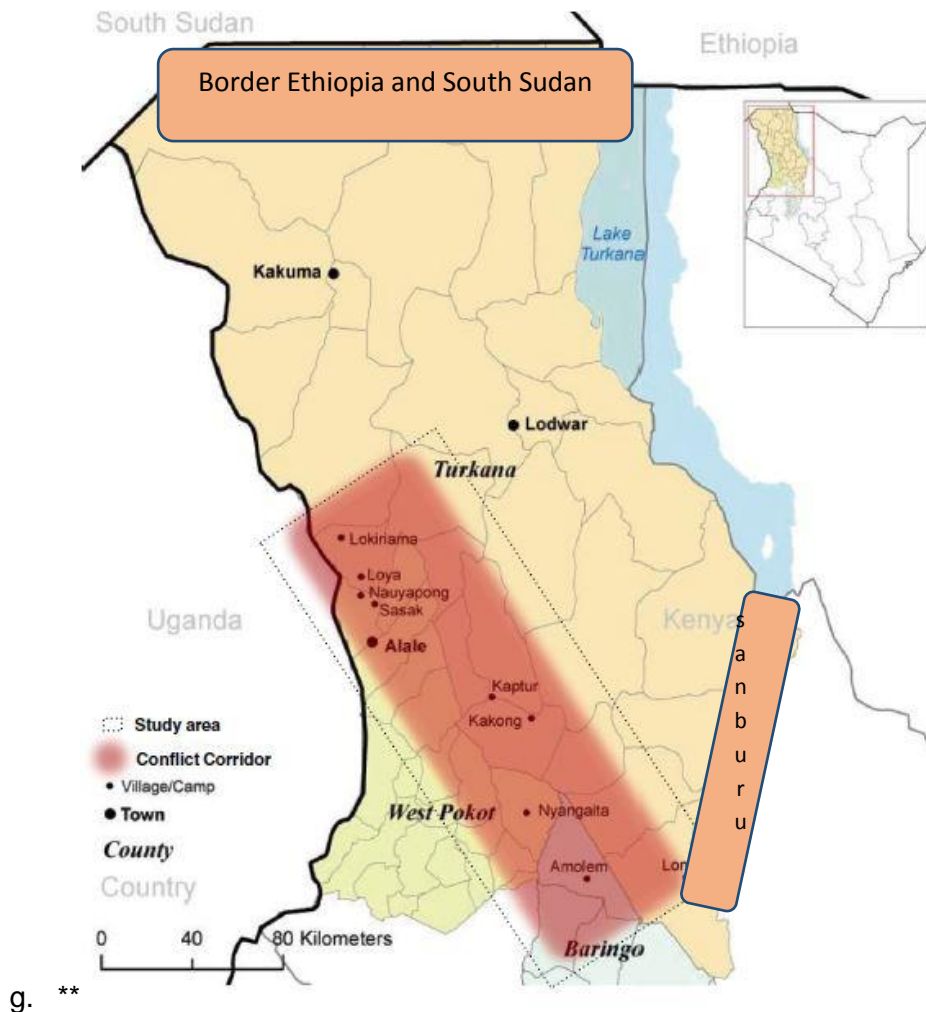 South Sudan
Ethiopia
Border Ethiopia and South Sudan
Lake
Turkana
Kakuma
Lodwar
Turkana
Lokiriama
Loya
Nauyapong
Sasak
Uganda
Kenya
Alale
s
a
n
b
u
r
u
Kaptur
Kakong
Study area
Conflict Corridor
Village/Camp
Town
County
Country
West Pokot
Nyangaita
Amolem
Lor
0 40 80 Kilometers
Baringo
g. **